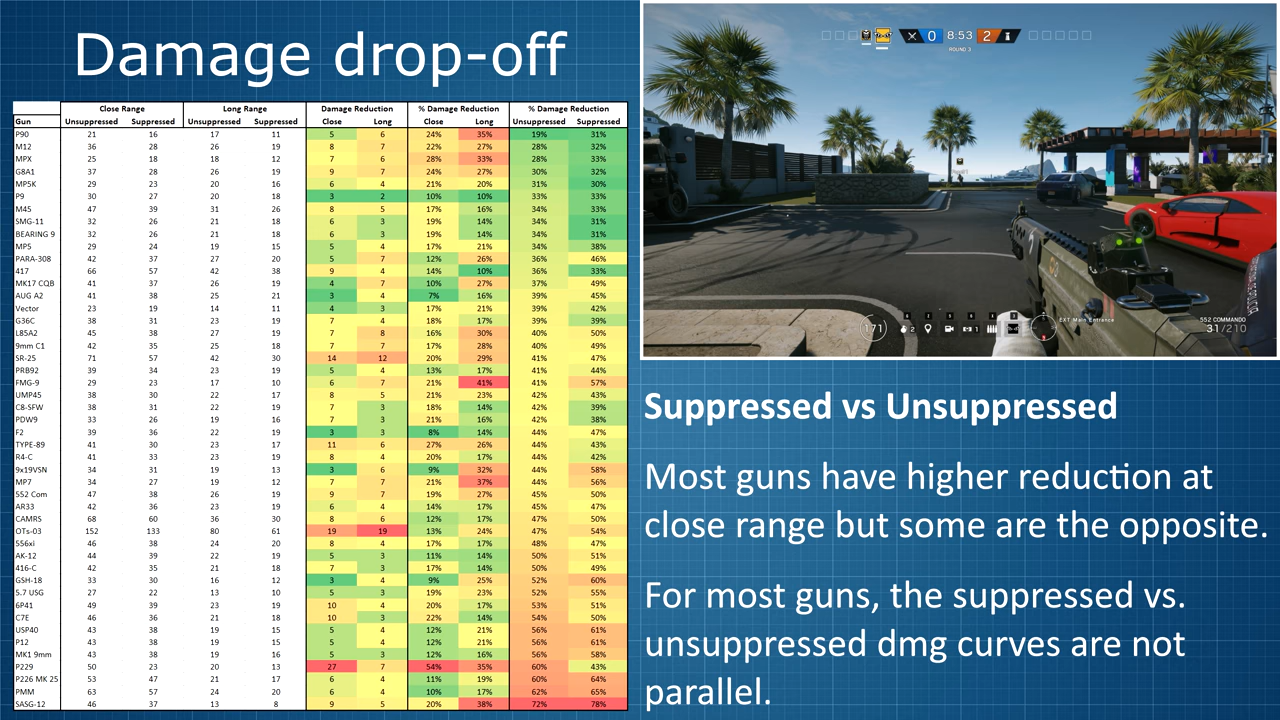 Damage drop-off
Close Range Long Range Damage Reduction % Damage Reduction % Damage Reduction
Gun Unsuppressed Suppressed Unsuppressed Suppressed Close Long Close Long Unsuppressed Suppressed
P90 21 16 17 11 5 6 24% 35% 19% 31%
M12 36 28 26 19 8 7 22% 27% 28% 32%
MPX 25 18 18 12 7 6 28% 33% 28% 33%
G8A1 37 28 26 19 9 7 24% 27% 30% 32%
MP5K 29 23 20 16 6 4 21% 20% 31% 30%
P9 30 27 20 18 3 2 10% 10% 33% 33%
M45 47 39 31 26 8 5 17% 16% 34% 33%
SMG-11 32 26 21 18 6 3 19% 14% 34% 31%
BEARING 9 32 26 21 18 6 3 19% 14% 34% 31%
MP5 29 24 19 15 5 4 17% 21% 34% 38%
PARA-308 42 37 27 20 5 7 12% 26% 36% 46%
417 66 57 42 38 9 4 14% 10% 36% 33%
MK17 CQB 41 37 26 19 4 7 10% 27% 37% 49%
AUG A2 41 38 25 21 3 4 7% 16% 39% 45%
Vector 23 19 14 11 4 3 17% 21% 39% 42%
G36C 38 31 23 19 7 4 18% 17% 39% 39%
L85A2 45 38 27 19 7 8 16% 30% 40% 50%
9mm C1 42 35 25 18 7 7 17% 28% 40% 49%
SR-25 71 57 42 30 14 12 20% 29% 41% 47%
PRB92 39 34 23 19 5 4 13% 17% 41% 44%
FMG-9 29 23 17 10 6 7 21% 41% 41% 57%
UMP45 38 30 22 17 8 5 21% 23% 42% 43%
C8-SFW 38 31 22 19 7 3 18% 14% 42% 39%
PDW9 33 26 19 16 7 3 21% 16% 42% 38%
F2 39 36 22 19 3 3 8% 14% 44% 47%
TYPE-89 41 30 23 17 11 6 27% 26% 44% 43%
R4-C 41 33 23 19 8 4 20% 17% 44% 42%
9x19VSN 34 31 19 13 3 6 9% 32% 44% 58%
MP7 34 27 19 12 7 7 21% 37% 44% 56%
552 Com 47 38 26 19 9 7 19% 27% 45% 50%
AR33 42 36 23 19 6 4 14% 17% 45% 47%
CAMRS 68 60 36 30 8 6 12% 17% 47% 50%
OTs-03 152 133 80 61 19 19 13% 24% 47% 54%
556xi 46 38 24 20 8 4 17% 17% 48% 47%
AK-12 44 39 22 19 5 3 11% 14% 50% 51%
416-C 42 35 21 18 7 3 17% 14% 50% 49%
GSH-18 33 30 16 12 3 4 9% 25% 52% 60%
5.7 USG 27 22 13 10 5 3 19% 23% 52% 55%
6P41 49 39 23 19 10 4 20% 17% 53% 51%
C7E 46 36 21 18 10 3 22% 14% 54% 50%
USP40 43 38 19 15 5 4 12% 21% 56% 61%
P12 43 38 19 15 5 4 12% 21% 56% 61%
MK1 9mm 43 38 19 16 5 3 12% 16% 56% 58%
P229 50 23 20 13 27 7 54% 35% 60% 43%
P226 MK 25 53 47 21 17 6 4 11% 19% 60% 64%
PMM 63 57 24 20 6 4 10% 17% 62% 65%
SASG-12 46 37 13 8 9 5 20% 38% 72% 78%
0 8:53 2
ROUND 3
171
2
1
EXT Main Entrance
552 COMMANDO
31/210
Suppressed vs Unsuppressed
Most guns have higher reduction at
close range but some are the opposite.
For most guns, the suppressed vs.
unsuppressed dmg curves are not
parallel.